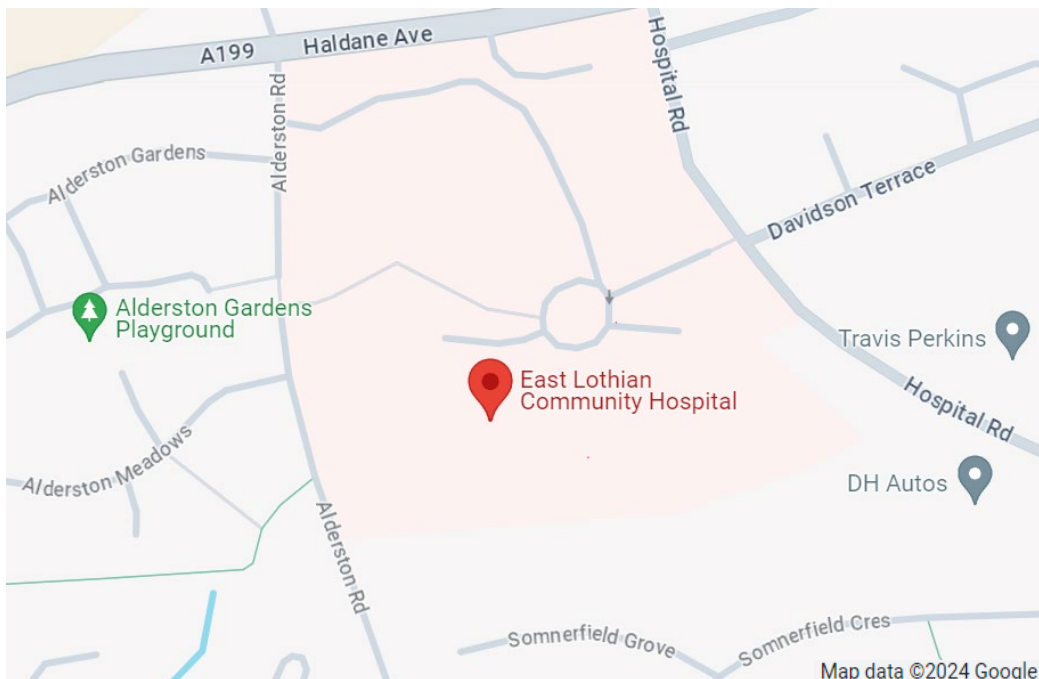 A199
Haldane Ave
Hospital Rd
Alderston Rd
Alderston Gardens
Davidson Terrace
Alderston Gardens
Playground
Travis Perkins
East Lothian
Community Hospital
Hospital Rd
Alderston Meadows
DH Autos
Alderston Rd
Somnerfield Grove
Somnerfield Cres
Map data ©2024 Google